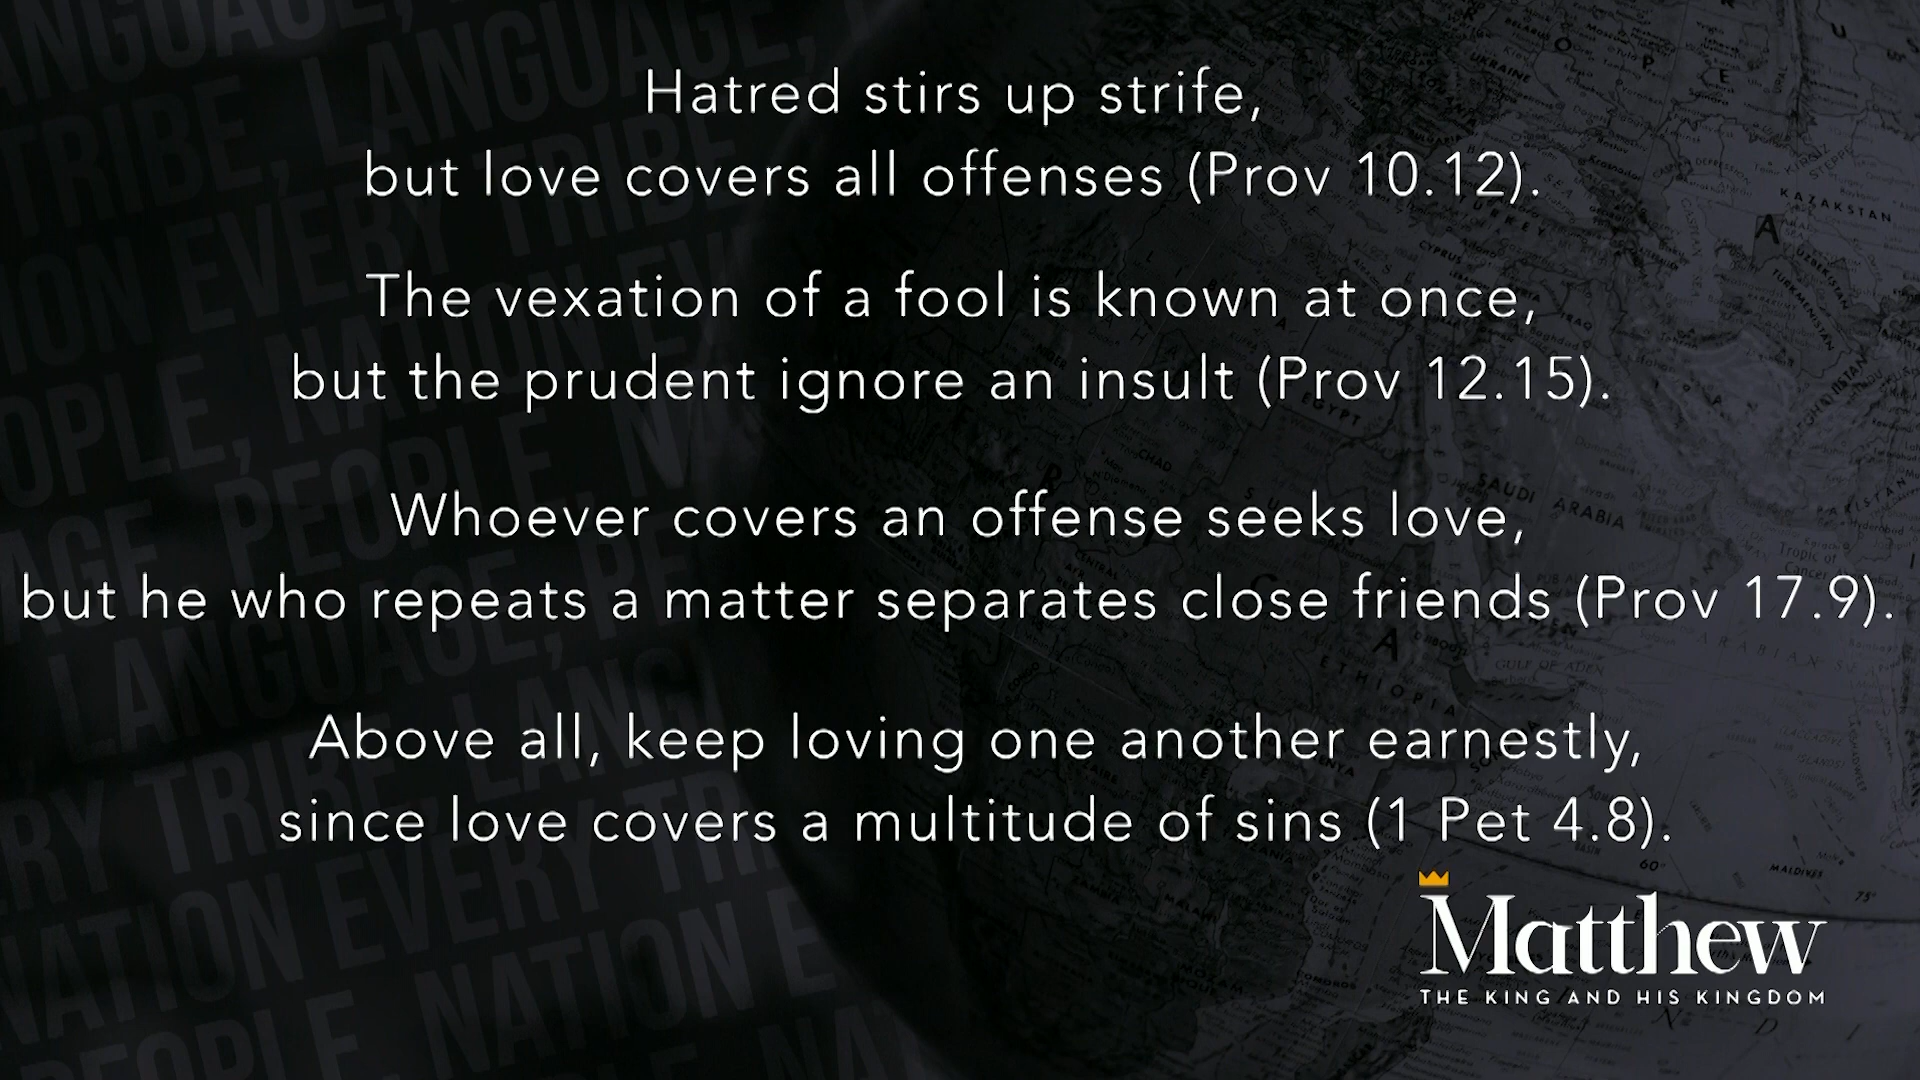 Hatred stirs up strife,
but love covers all offenses (Prov 10.12).
The vexation of a fool is known at once,
but the prudent ignore an insult (Prov 12.15).
Whoever covers an offense seeks love,
but he who repeats a matter separates close friends (Prov 17.9).
Above all, keep loving one another earnestly,
since love covers a multitude of sins (1 Pet 4.8).
Matthew
THE KING AND HIS KINGDOM